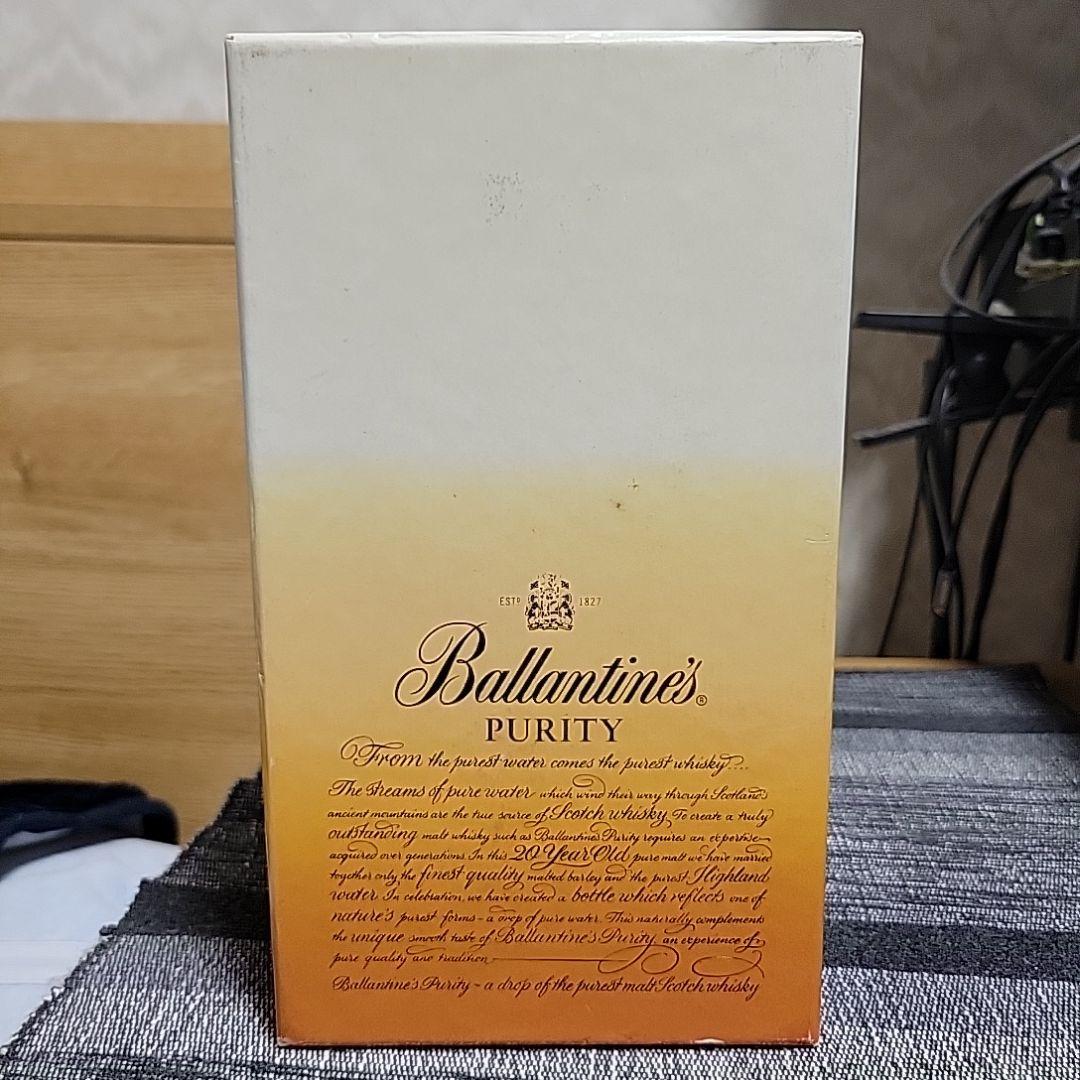 ESTD 1827
Ballantine's®
PURITY
From the purest water comes the purest whisky....
The streams of pure water which wind their way through Scotland's
ancient mountains are the true source of Scotch whisky. To create a truly
outstanding malt whisky such as Ballantine's Purity requires an expertise
acquired over generations. In this 20 Year Old pure malt we have married
together only the finest quality malted barley and the purest Highland
water. In celebration, we have created a bottle which reflects one of
nature's purest forms - a drop of pure water. This naturally complements
the unique smooth taste of Ballantine's Purity, an experience of
pure quality and tradition.
Ballantine's Purity - a drop of the purest malt Scotch whisky